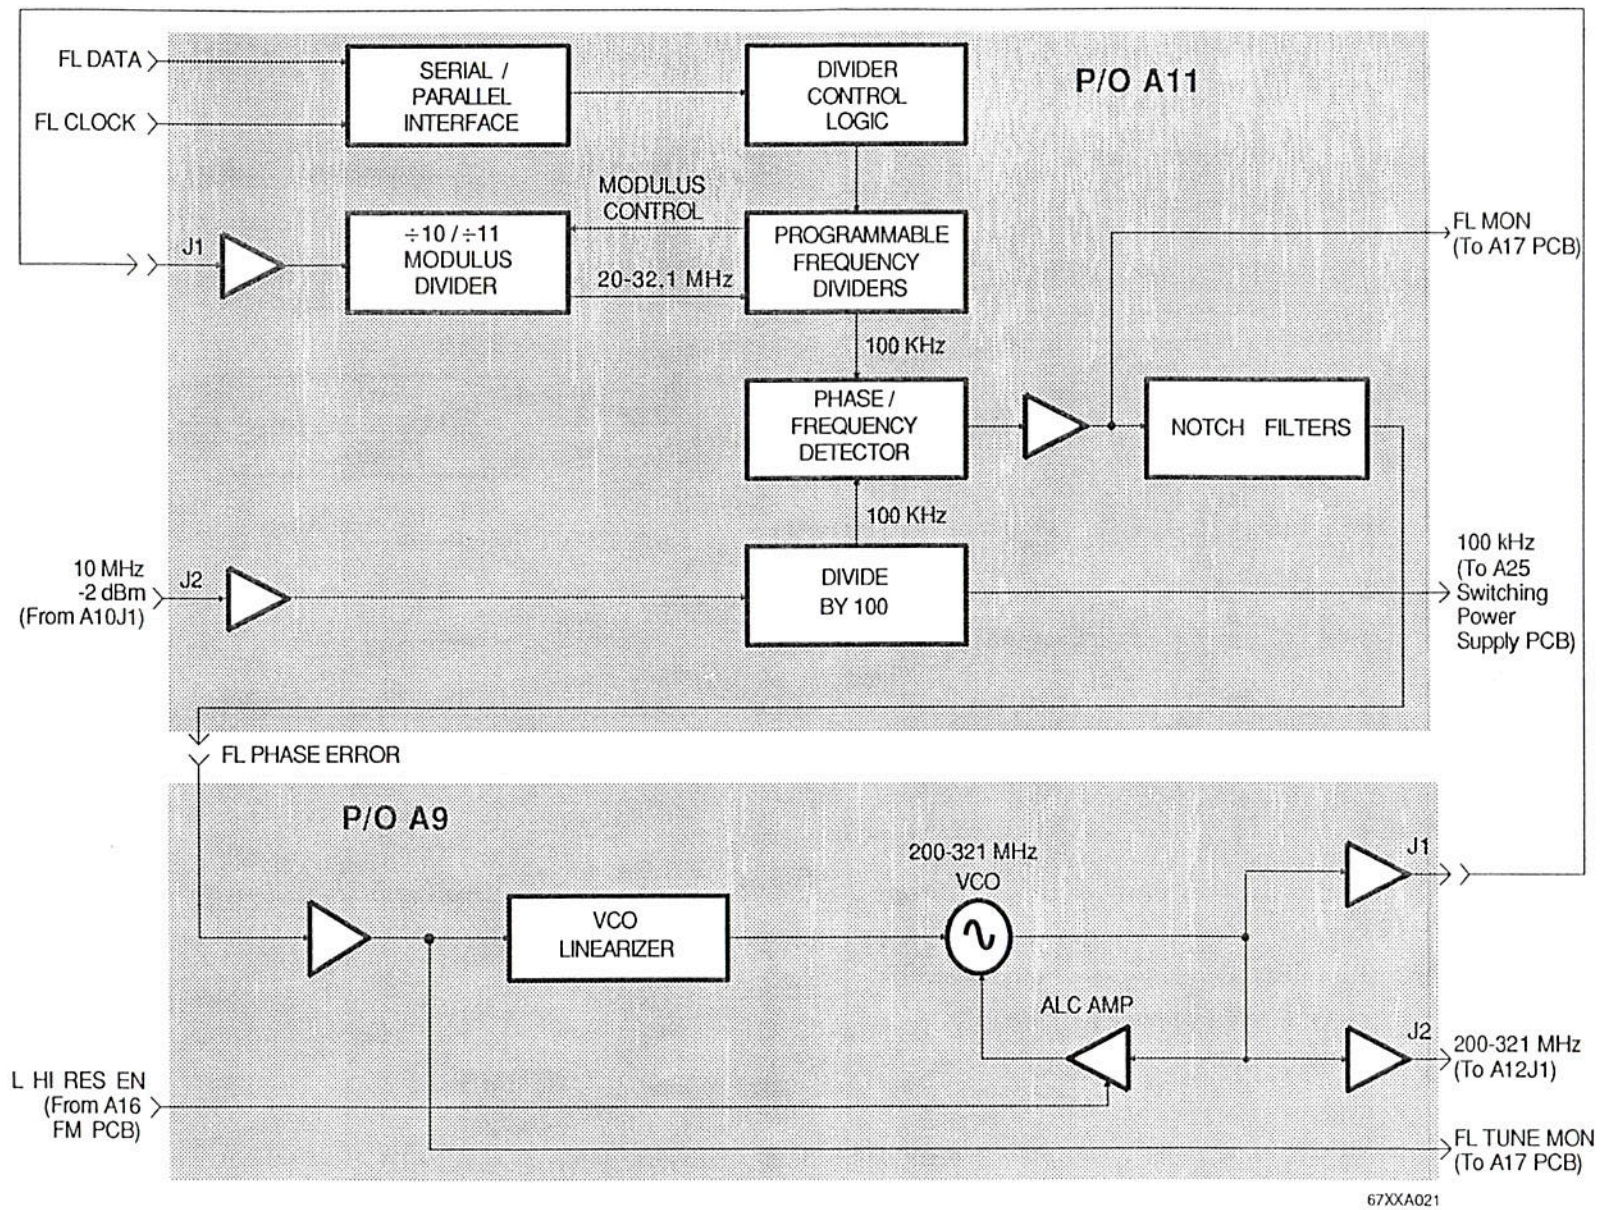 FL DATA
FL CLOCK
SERIAL /
PARALLEL
INTERFACE
DIVIDER
CONTROL
LOGIC
P/O A11
J1
÷10 / ÷11
MODULUS
DIVIDER
MODULUS
CONTROL
20-32.1 MHz
PROGRAMMABLE
FREQUENCY
DIVIDERS
FL MON
(To A17 PCB)
100 KHz
PHASE /
FREQUENCY
DETECTOR
NOTCH FILTERS
100 KHz
10 MHz
-2 dBm
(From A10J1)
J2
DIVIDE
BY 100
100 kHz
(To A25
Switching
Power
Supply PCB)
FL PHASE ERROR
P/O A9
VCO
LINEARIZER
200-321 MHz
VCO
J1
ALC AMP
J2
200-321 MHz
(To A12J1)
L HI RES EN
(From A16
FM PCB)
FL TUNE MON
(To A17 PCB)
67XXA021